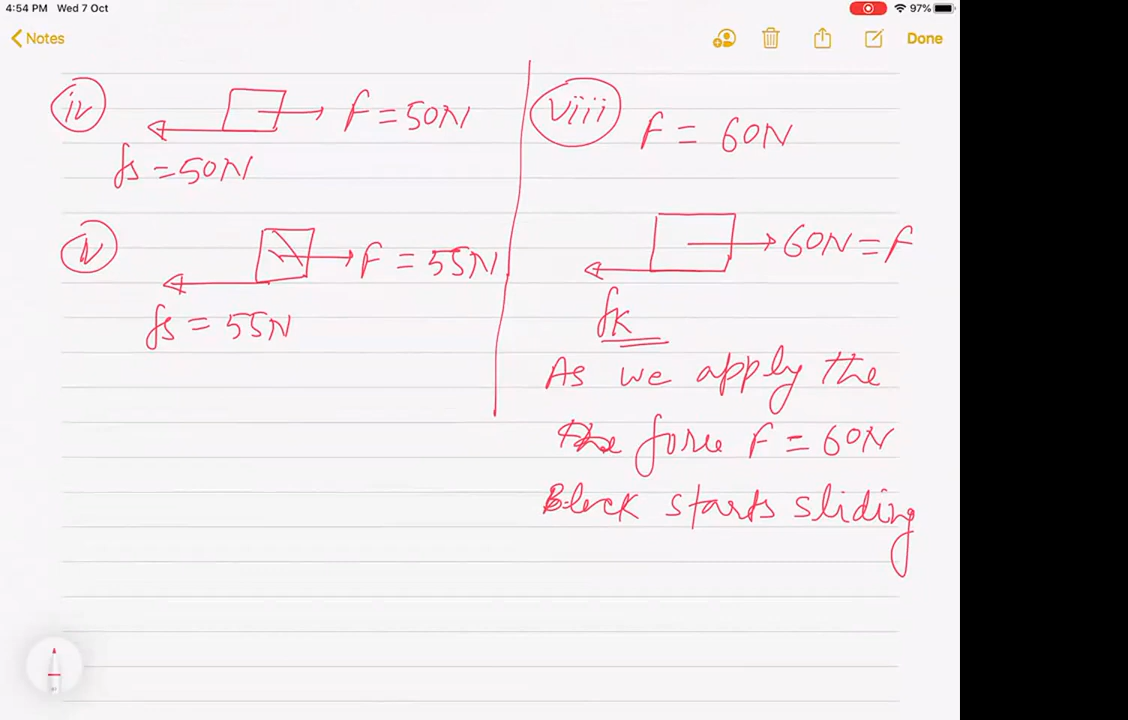 4:54 PM Wed 7 Oct
97%
Notes
Done
iv
F = 50N
fs = 50N
v
F = 55N
fs = 55N
viii
F = 60N
60N = F
fK
As we apply the
the force F = 60N
Block starts sliding